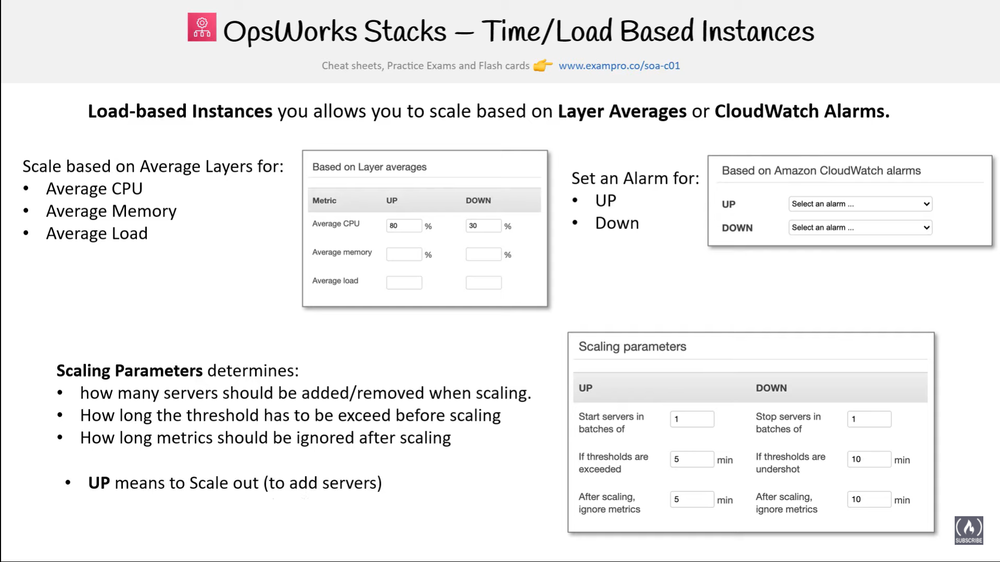 OpsWorks Stacks – Time/Load Based Instances
Cheat sheets, Practice Exams and Flash cards 👉 www.exampro.co/soa-c01
Load-based Instances you allows you to scale based on Layer Averages or CloudWatch Alarms.
Scale based on Average Layers for:
• Average CPU
• Average Memory
• Average Load
Based on Layer averages
Metric UP DOWN
Average CPU 80 % 30 %
Average memory % %
Average load
Set an Alarm for:
• UP
• Down
Based on Amazon CloudWatch alarms
UP Select an alarm ...
DOWN Select an alarm ...
Scaling Parameters determines:
• how many servers should be added/removed when scaling.
• How long the threshold has to be exceed before scaling
• How long metrics should be ignored after scaling
• UP means to Scale out (to add servers)
Scaling parameters
UP DOWN
Start servers in 1 Stop servers in 1
batches of batches of
If thresholds are 5 min If thresholds are 10 min
exceeded undershot
After scaling, 5 min After scaling, 10 min
ignore metrics ignore metrics
SUBSCRIBE